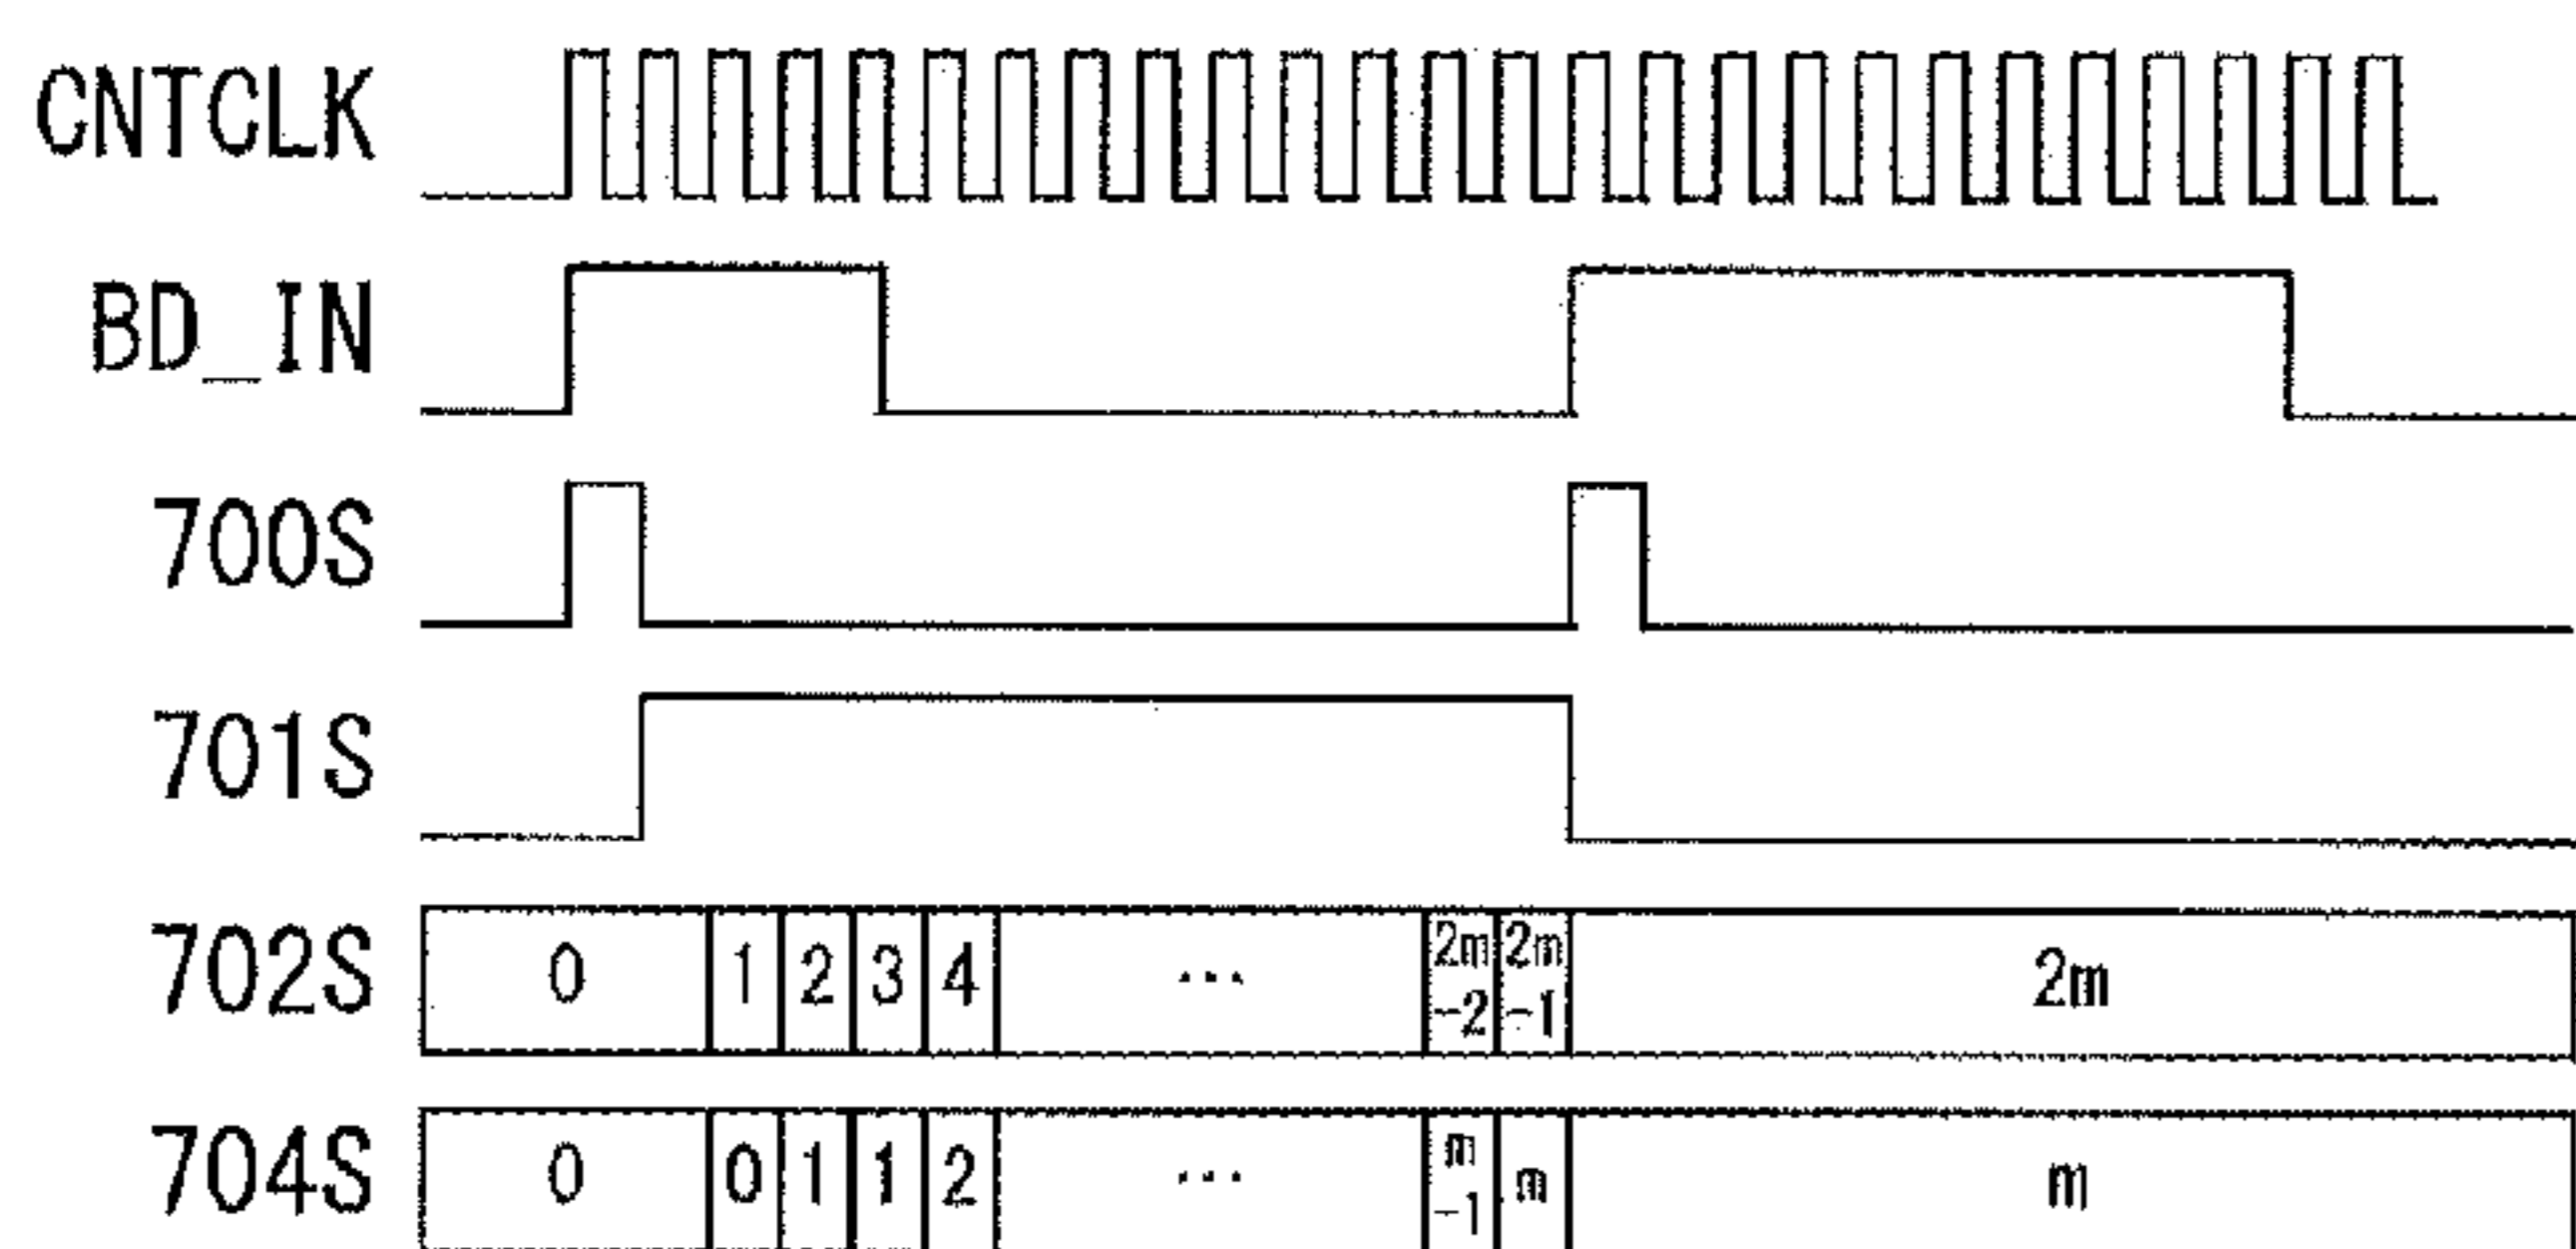 CNTCLK
BD_IN
700S
701S
702S 0 1 2 3 4 ... 2m-2 2m-1 2m
704S 0 0 1 1 2 ... m-1 m m